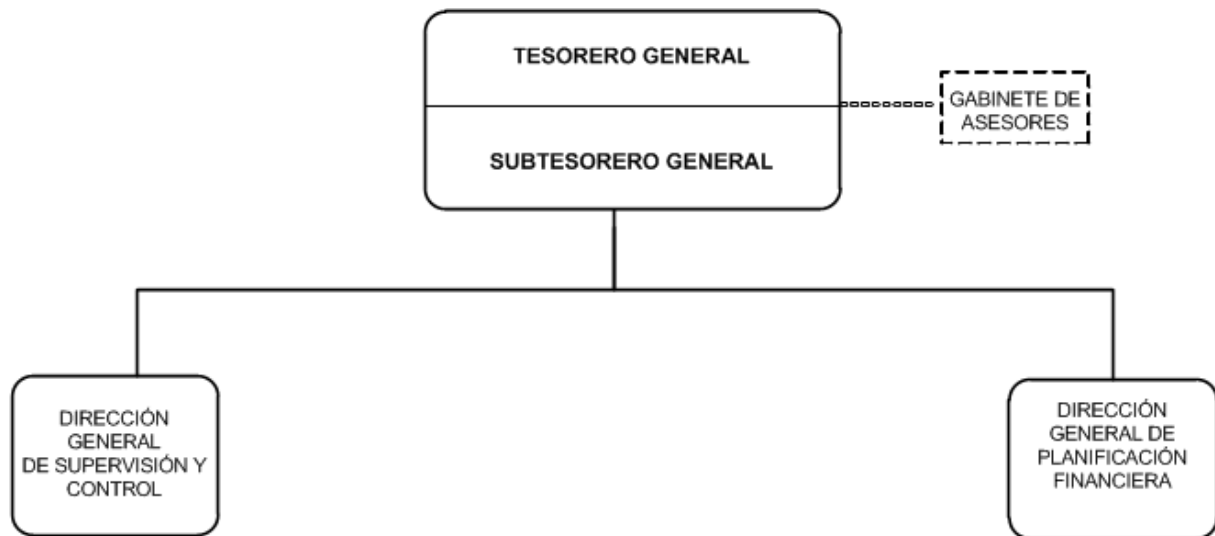 TESORERO GENERAL
SUBTESORERO GENERAL
GABINETE DE
ASESORES
DIRECCIÓN
GENERAL
DE SUPERVISIÓN Y
CONTROL
DIRECCIÓN
GENERAL DE
PLANIFICACIÓN
FINANCIERA